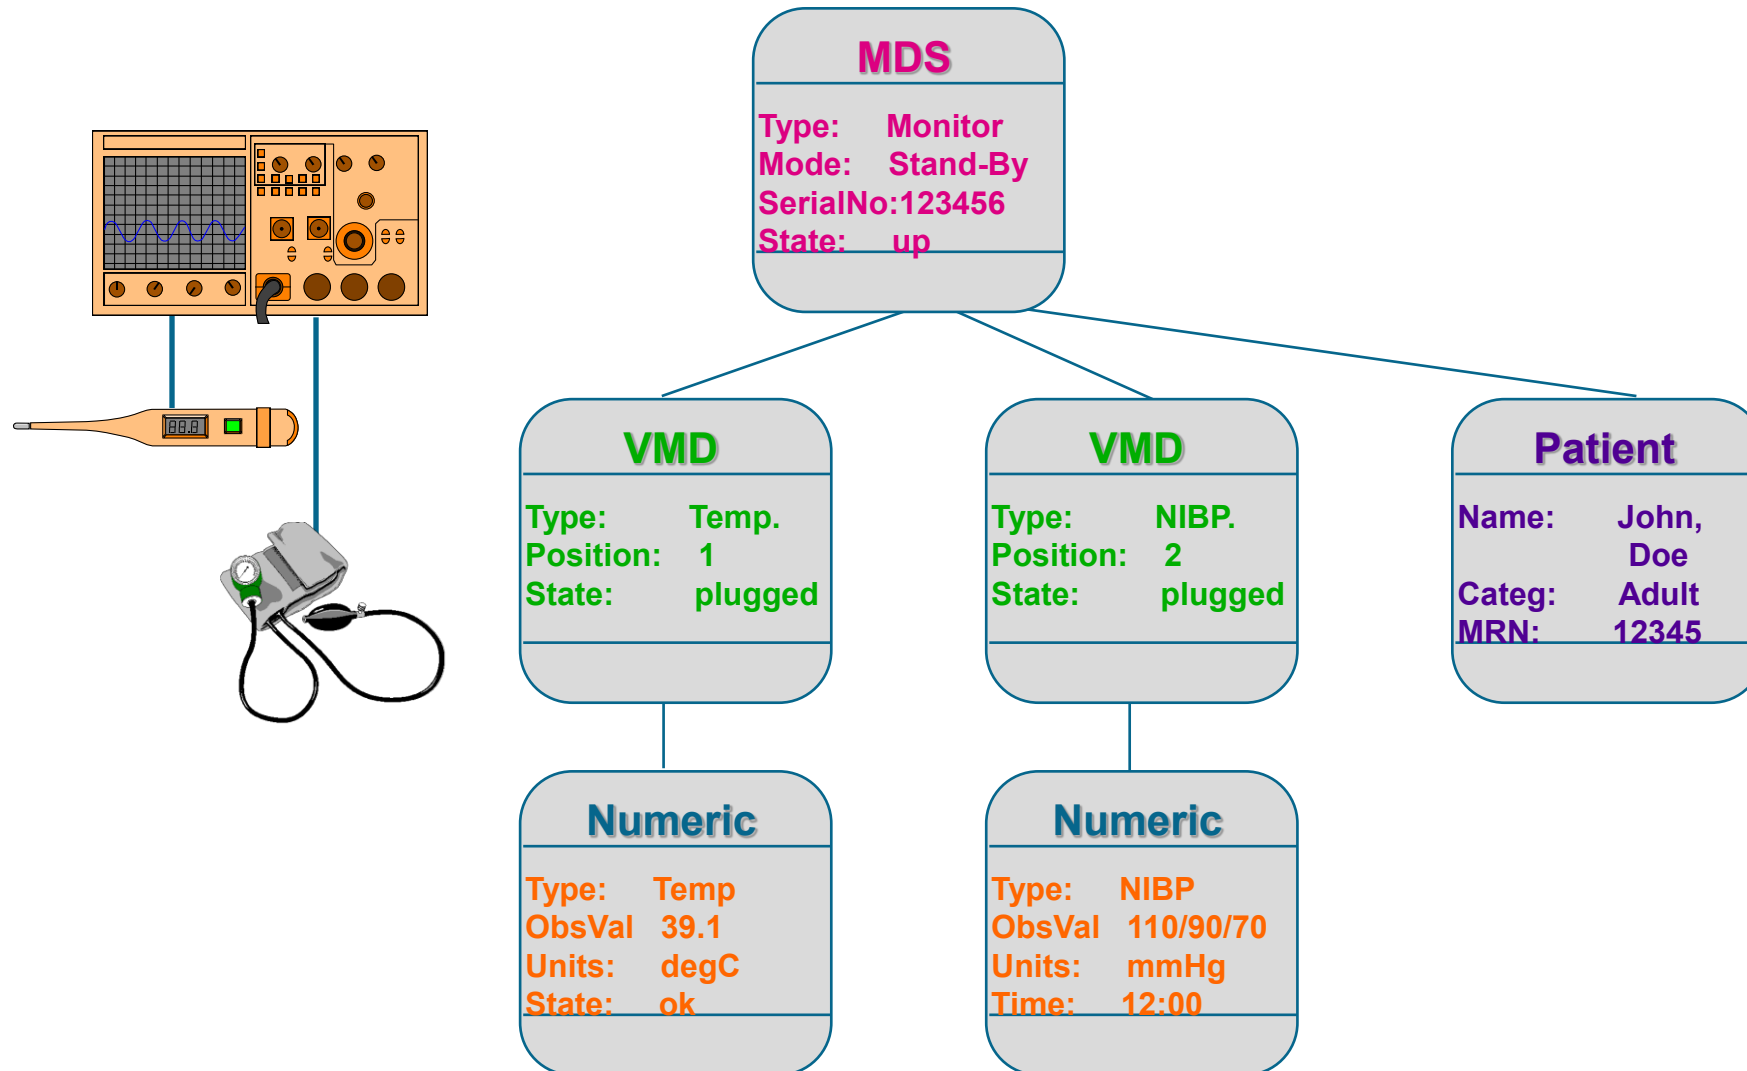 MDS
Type: Monitor
Mode: Stand-By
SerialNo:123456
State: up
VMD
Type: Temp.
Position: 1
State: plugged
VMD
Type: NIBP.
Position: 2
State: plugged
Patient
Name: John,
Doe
Categ: Adult
MRN: 12345
Numeric
Type: Temp
ObsVal 39.1
Units: degC
State: ok
Numeric
Type: NIBP
ObsVal 110/90/70
Units: mmHg
Time: 12:00